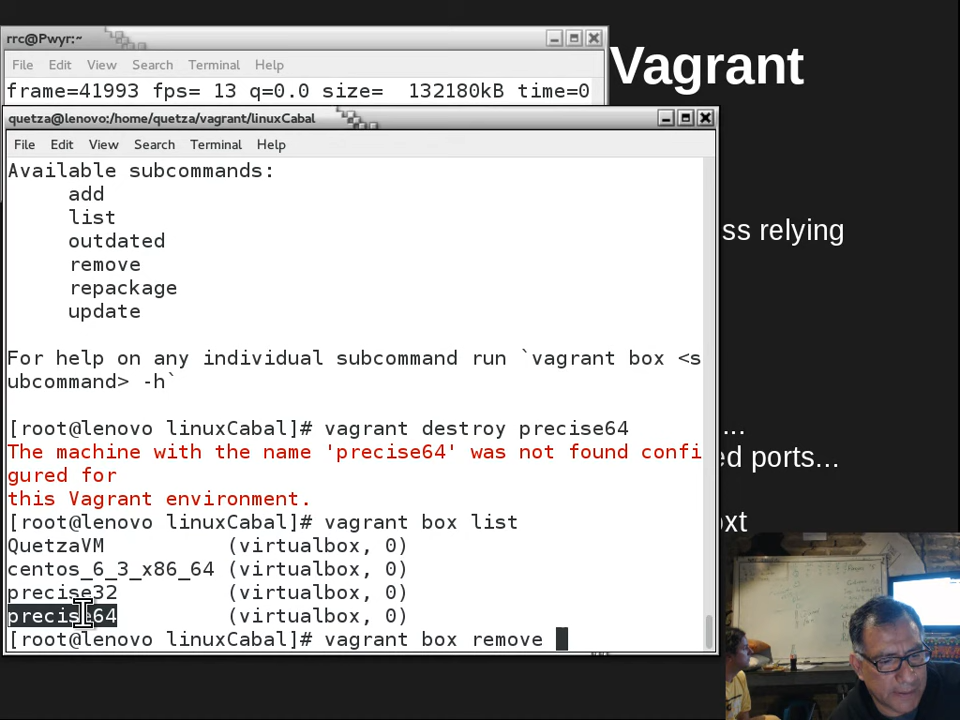 rrc@Pwyr:~
File Edit View Search Terminal Help
frame=41993 fps= 13 q=0.0 size= 132180kB time=0
Vagrant
quetza@lenovo:/home/quetza/vagrant/linuxCabal
File Edit View Search Terminal Help
Available subcommands:
add
list
outdated
remove
repackage
update
For help on any individual subcommand run `vagrant box <s
ubcommand> -h`
[root@lenovo linuxCabal]# vagrant destroy precise64
The machine with the name 'precise64' was not found confi
gured for
this Vagrant environment.
[root@lenovo linuxCabal]# vagrant box list
QuetzaVM (virtualbox, 0)
centos_6_3_x86_64 (virtualbox, 0)
precise32 (virtualbox, 0)
precise64 (virtualbox, 0)
[root@lenovo linuxCabal]# vagrant box remove
ss relying
...
ed ports...
xt